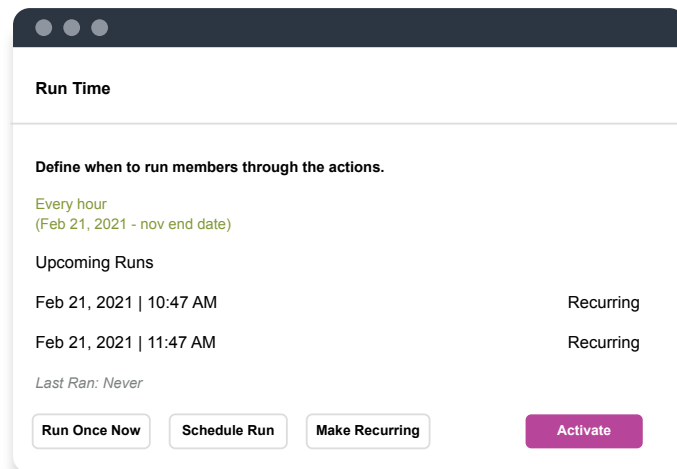 Run Time
Define when to run members through the actions.
Every hour
(Feb 21, 2021 - nov end date)
Upcoming Runs
Feb 21, 2021 | 10:47 AM Recurring
Feb 21, 2021 | 11:47 AM Recurring
Last Ran: Never
Run Once Now Schedule Run Make Recurring Activate